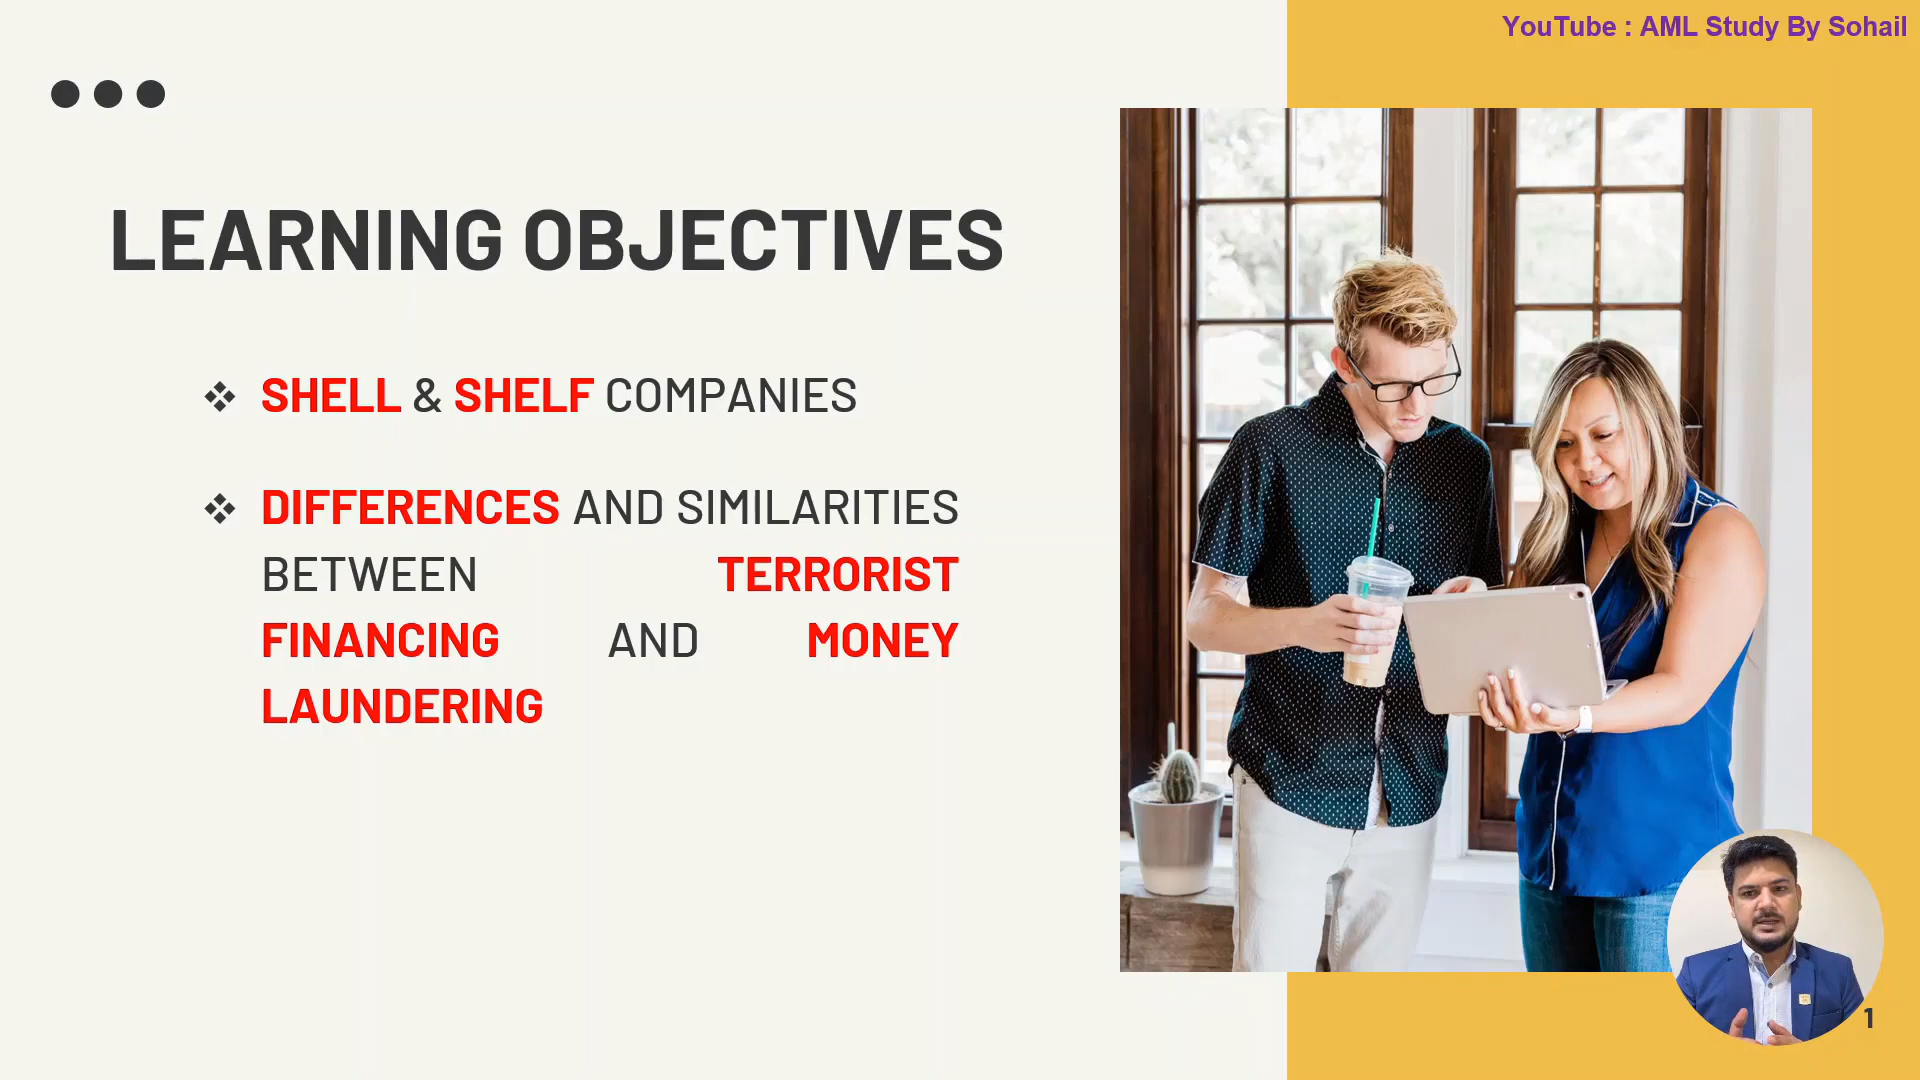 YouTube : AML Study By Sohail
LEARNING OBJECTIVES
❖ SHELL & SHELF COMPANIES
❖ DIFFERENCES AND SIMILARITIES
BETWEEN TERRORIST
FINANCING AND MONEY
LAUNDERING
1